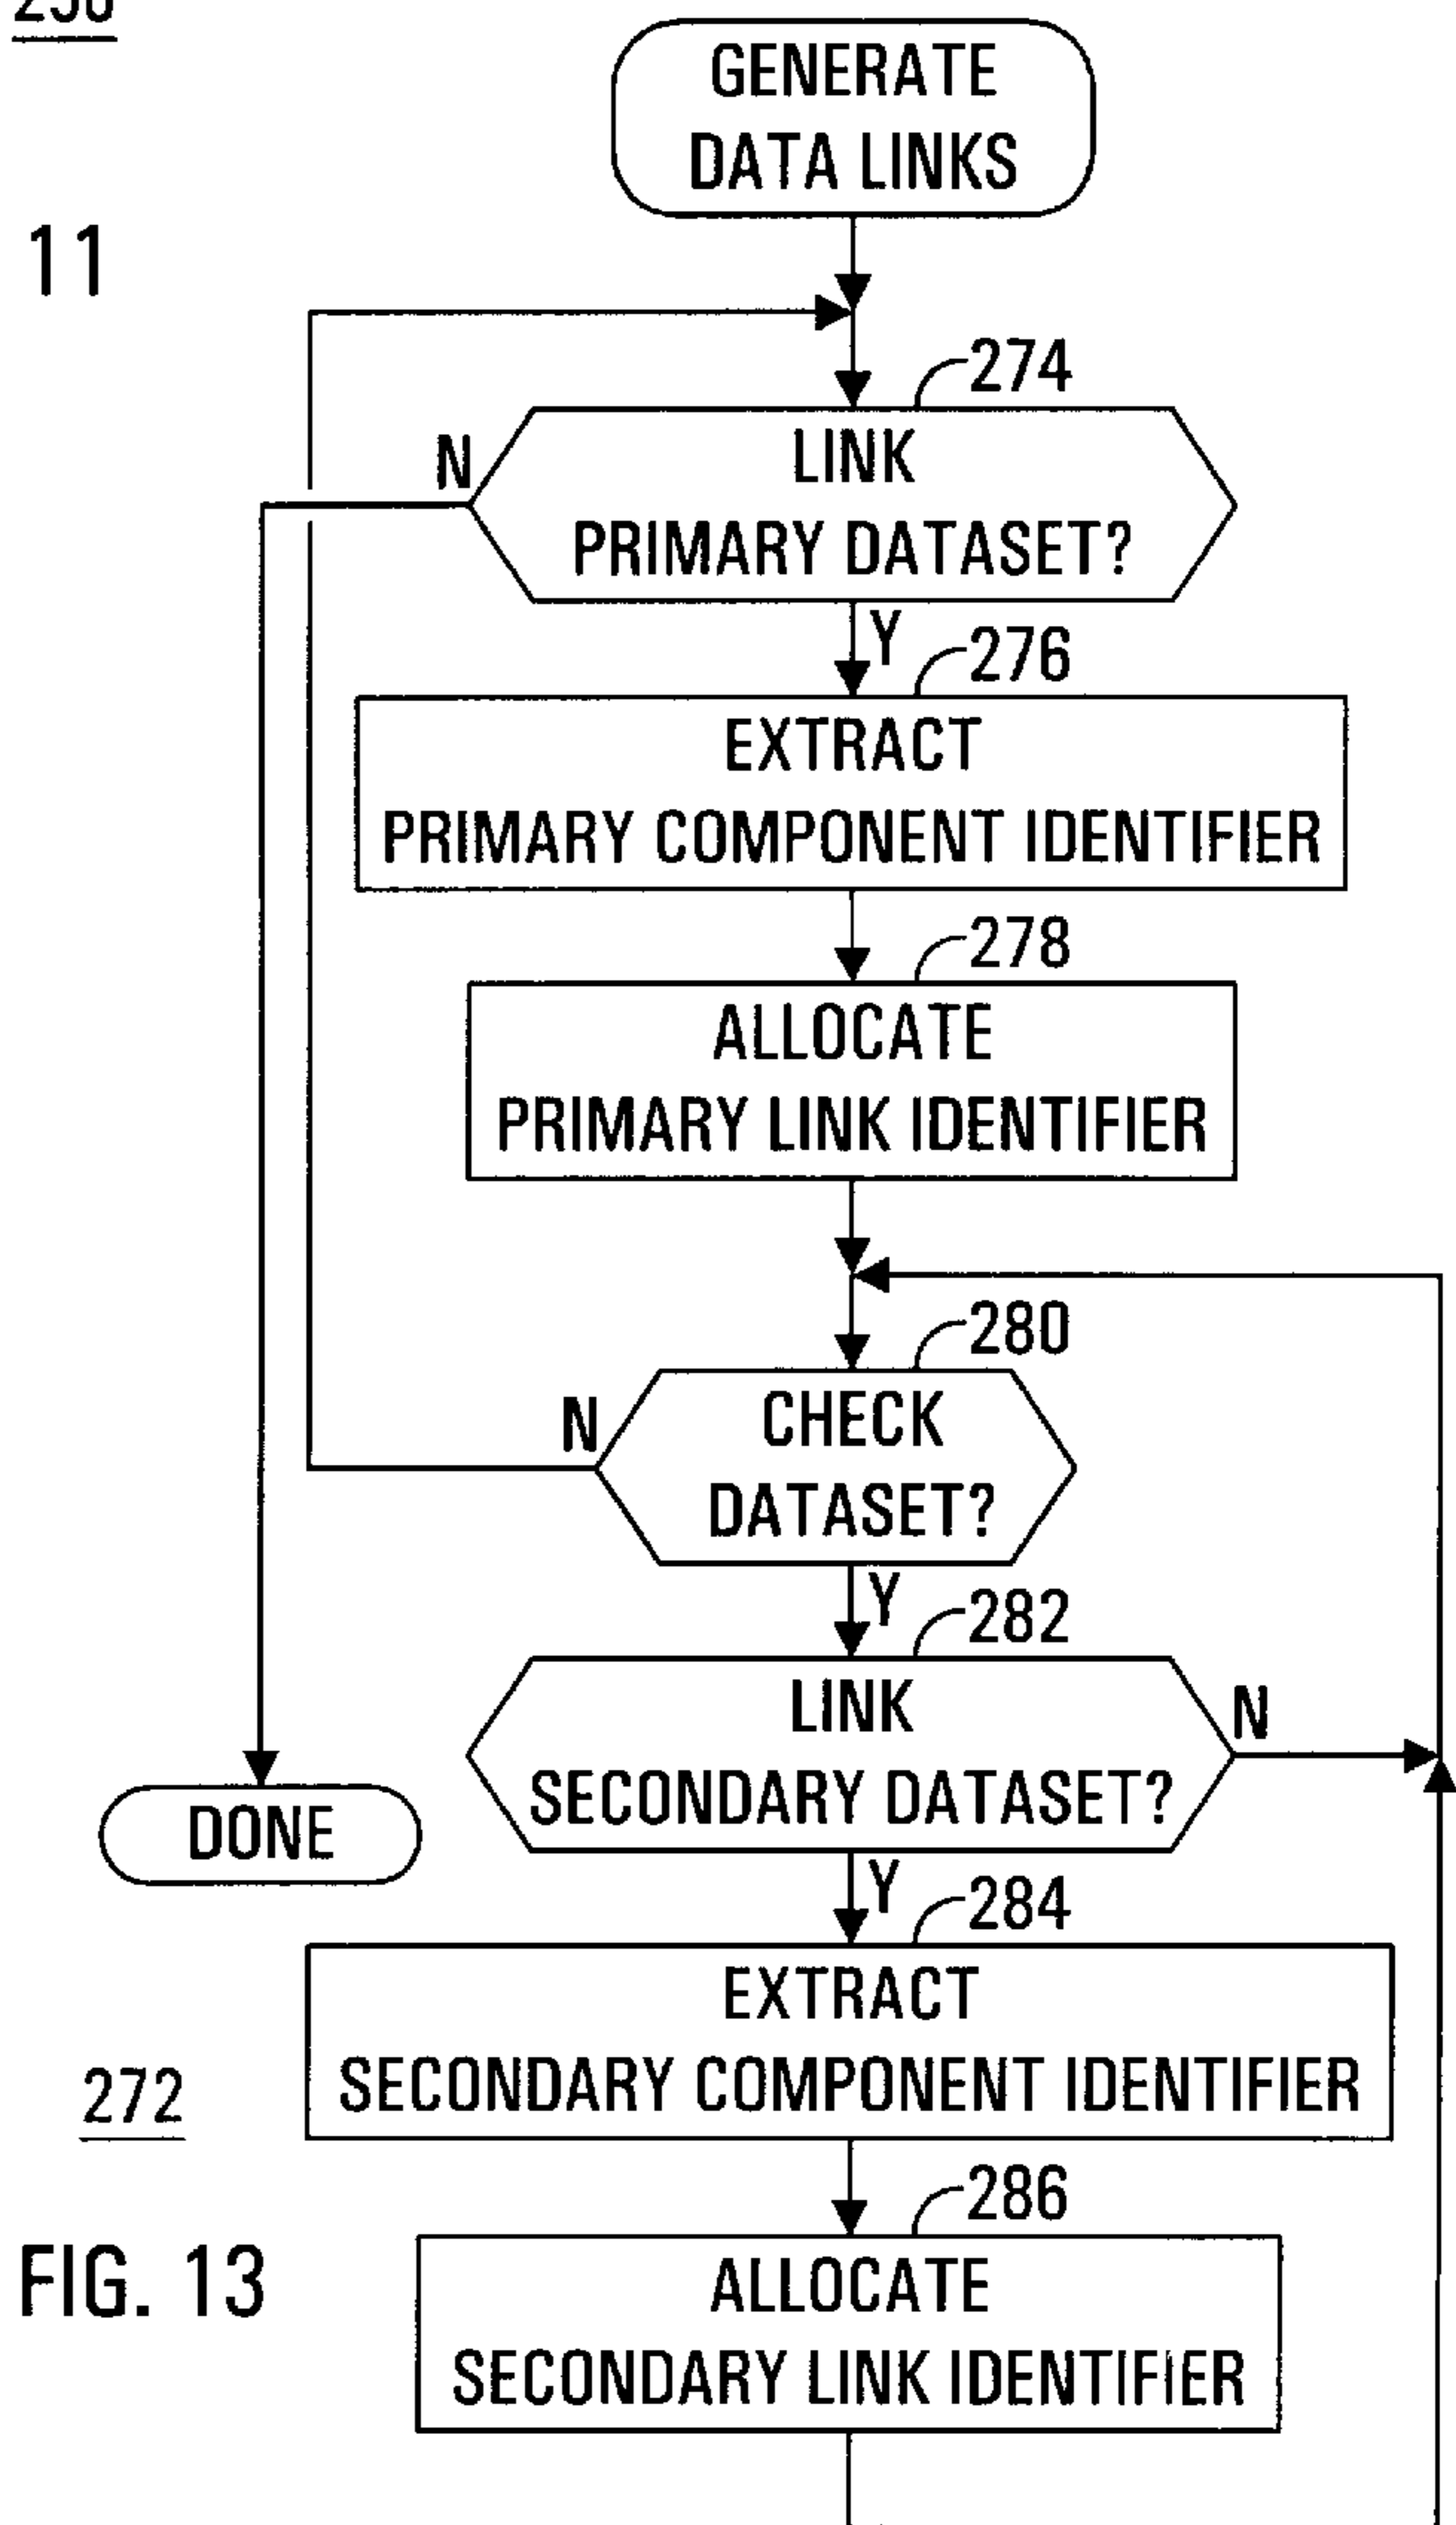 GENERATE
DATA LINKS
11
274
N
LINK
PRIMARY DATASET?
Y
276
EXTRACT
PRIMARY COMPONENT IDENTIFIER
278
ALLOCATE
PRIMARY LINK IDENTIFIER
280
N
CHECK
DATASET?
Y
282
LINK
N
SECONDARY DATASET?
DONE
Y
284
EXTRACT
SECONDARY COMPONENT IDENTIFIER
272
286
FIG. 13
ALLOCATE
SECONDARY LINK IDENTIFIER